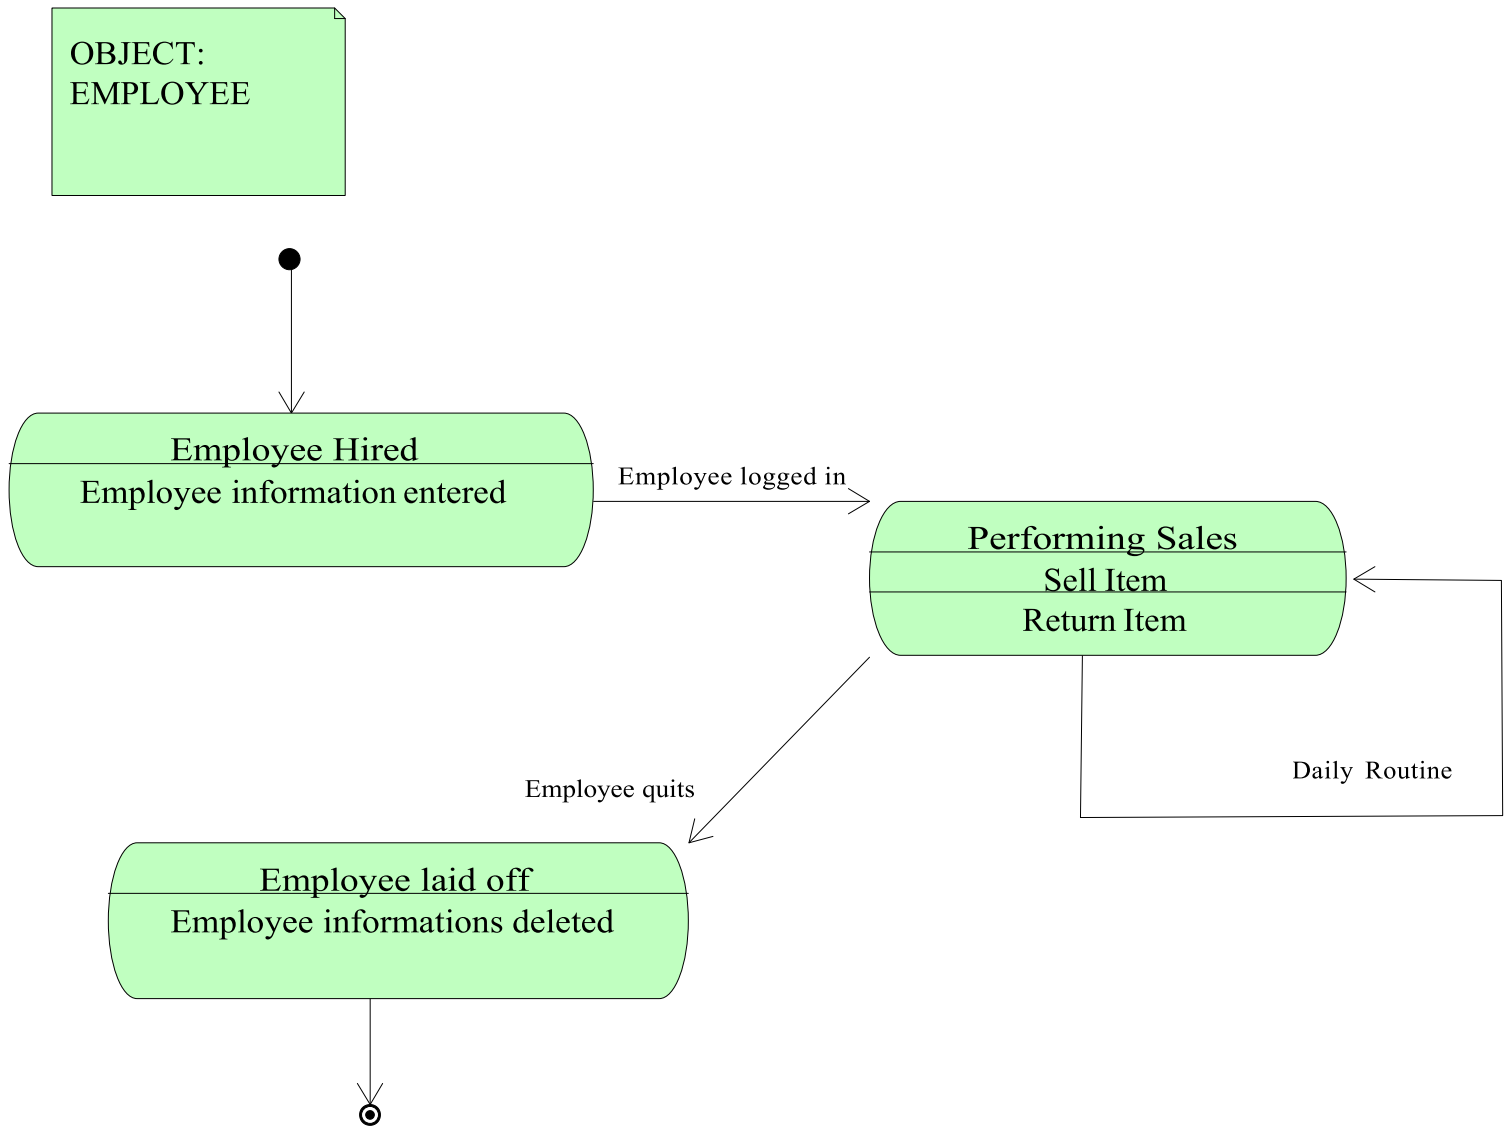 OBJECT:
EMPLOYEE
Employee Hired
Employee information entered
Employee logged in
Performing Sales
Sell Item
Return Item
Daily Routine
Employee quits
Employee laid off
Employee informations deleted